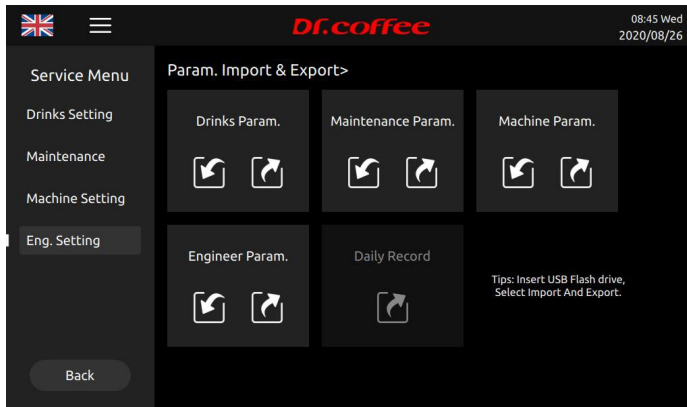 Dr.coffee
08:45 Wed
2020/08/26
Service Menu
Drinks Setting
Maintenance
Machine Setting
Eng. Setting
Back
Param. Import & Export>
Drinks Param.
Maintenance Param.
Machine Param.
Engineer Param.
Daily Record
Tips: Insert USB Flash drive,
Select Import And Export.